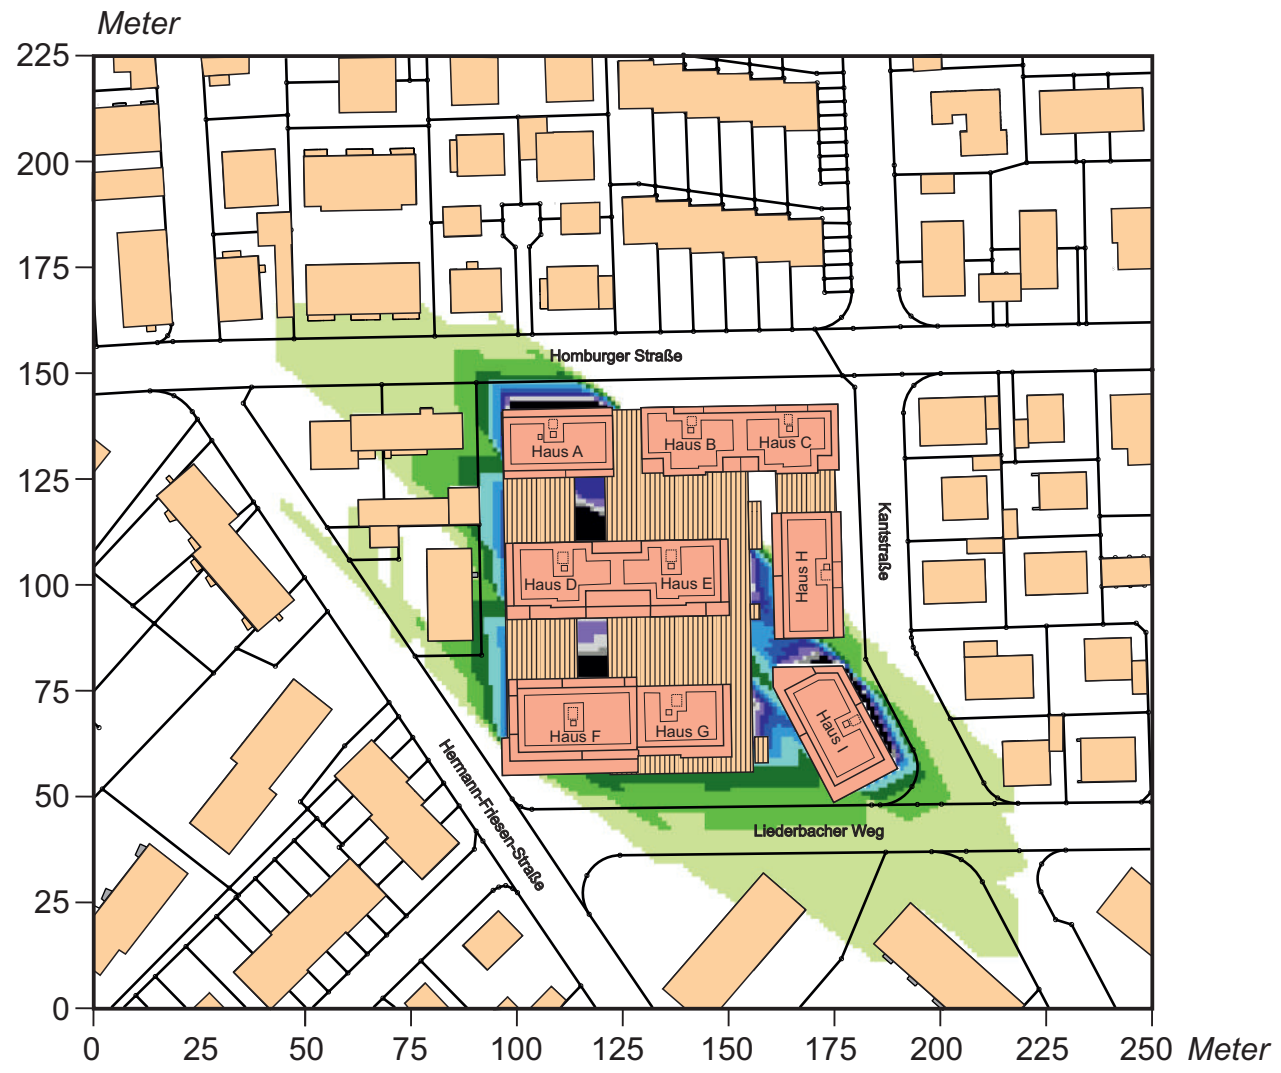 Meter
225
200
175
150
125
100
75
50
25
0
Homburger Straße
Haus A
Haus B
Haus C
Haus D
Haus E
Haus H
Kantstraße
Haus F
Haus G
Haus I
Hermann-Friesen-Straße
Liederbacher Weg
0 25 50 75 100 125 150 175 200 225 250 Meter